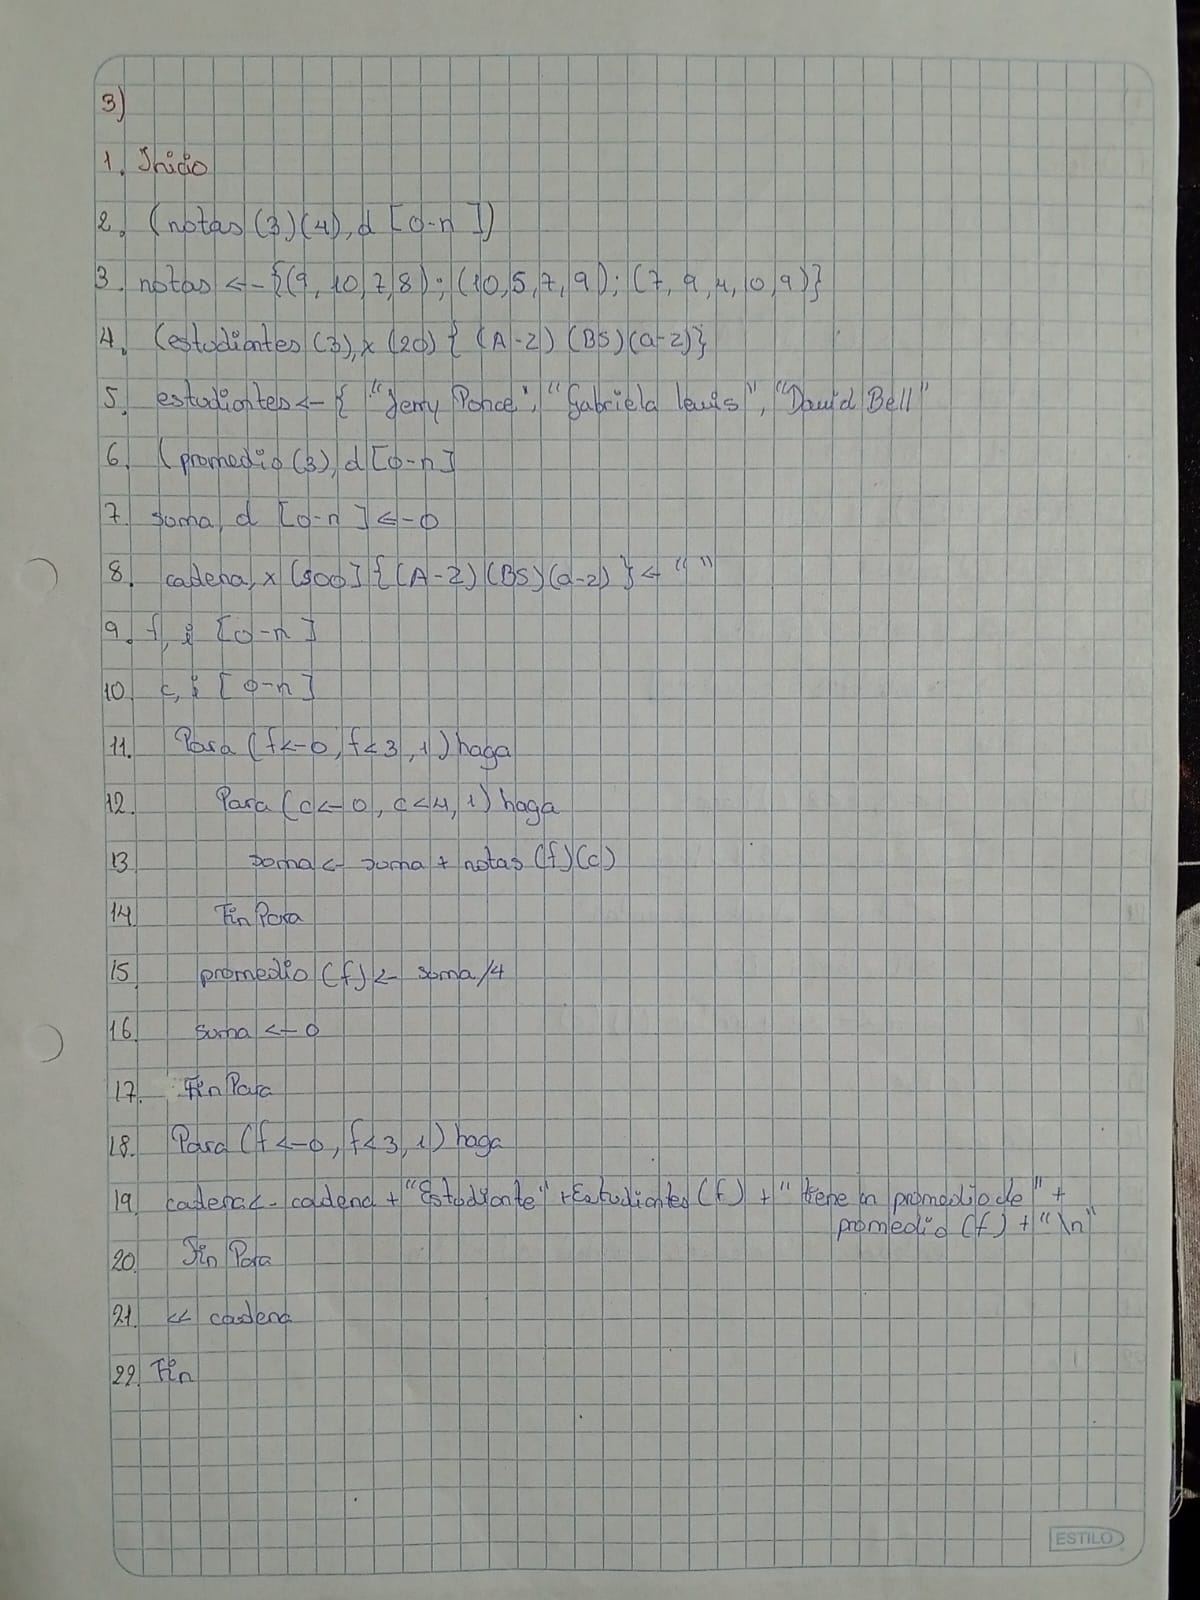 3)
1. Inicio
2. (notas (3)(4), d [0-n])
3. notas <- {(9, 10, 7, 8); (10, 5, 7, 9); (7, 9, 4, 10, 9)}
4. (estudiantes (3), x (20) { (A-Z) (BS)(a-z)}
5. estudiantes <- { "Jerry Ponce", "Gabriela lewis", "David Bell"
6. (promedio (3), d [0-n]
7. suma, d [0-n] <- 0
8. cadena, x (300] {(A-Z) (BS)(a-z) } <- " "
9. f, i [0-n]
10. c, i [0-n]
11. Para (f <- 0, f < 3, 1) haga
12. Para (c <- 0, c < 4, 1) haga
13 suma <- suma + notas (f)(c)
14 Fin Para
15 promedio (f) <- suma /4
16 suma <- 0
17. Fin Para
18. Para (f <- 0, f < 3, 1) haga
19. cadena <- cadena + "Estudiante" + Estudiantes (f) + " tiene un promedio de " +
promedio (f) + "\n"
20. Fin Para
21. << cadena
22. Fin
ESTILO